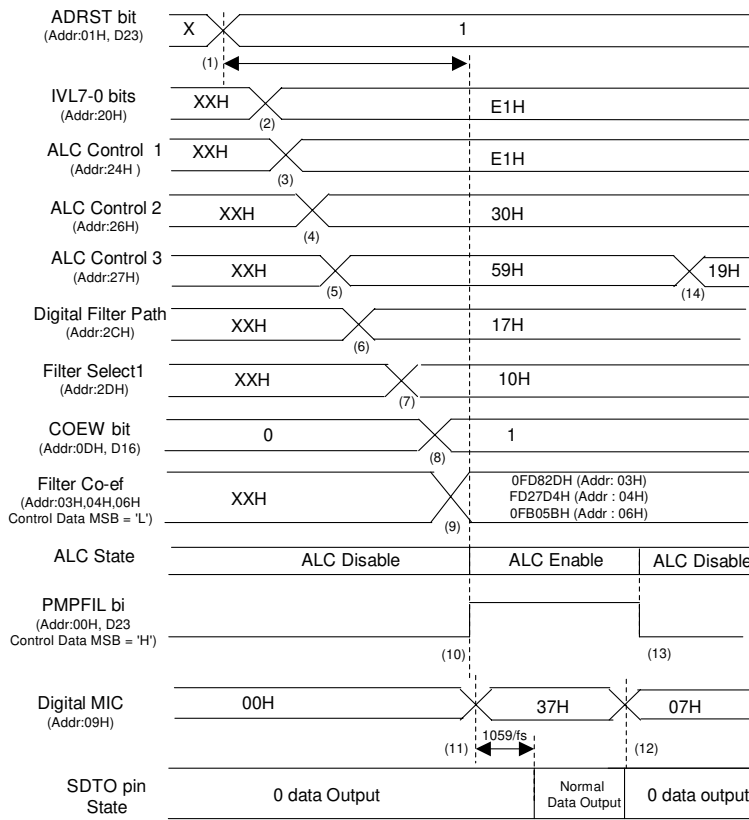 ADRST bit
(Addr:01H, D23)
X
1
(1)
IVL7-0 bits
(Addr:20H)
XXH
E1H
(2)
ALC Control 1
(Addr:24H )
XXH
E1H
(3)
ALC Control 2
(Addr:26H)
XXH
30H
(4)
ALC Control 3
(Addr:27H)
XXH
59H
19H
(5)
(14)
Digital Filter Path
(Addr:2CH)
XXH
17H
(6)
Filter Select1
(Addr:2DH)
XXH
10H
(7)
COEW bit
(Addr:0DH, D16)
0
1
(8)
Filter Co-ef
(Addr:03H,04H,06H
Control Data MSB = 'L')
XXH
0FD82DH (Addr: 03H)
FD27D4H (Addr : 04H)
0FB05BH (Addr : 06H)
(9)
ALC State
ALC Disable
ALC Enable
ALC Disable
PMPFIL bi
(Addr:00H, D23
Control Data MSB = 'H')
(10)
(13)
Digital MIC
(Addr:09H)
00H
37H
07H
(11)
1059/fs
(12)
SDTO pin
State
0 data Output
Normal
Data Output
0 data output